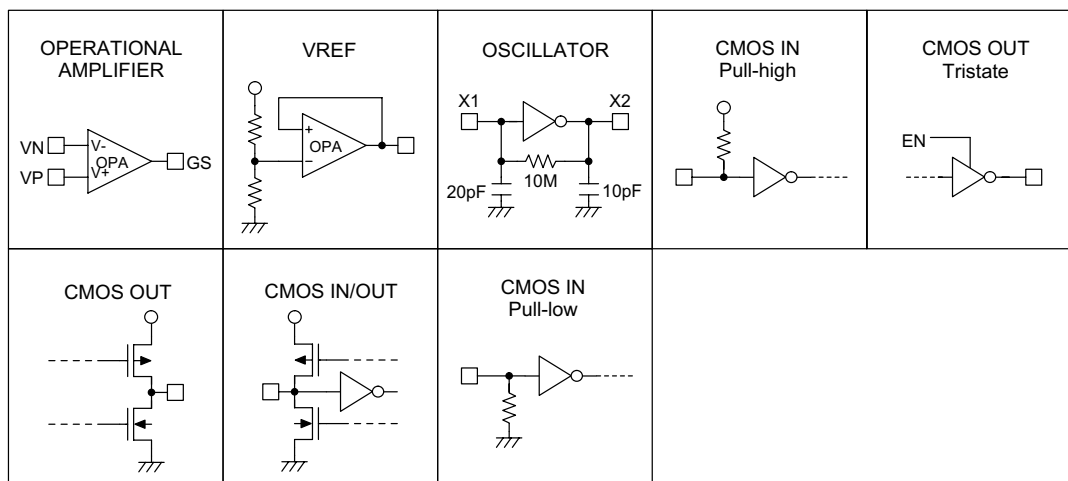 OPERATIONAL
AMPLIFIER
VN
V-
OPA
V+
VP
GS
VREF
+
OPA
−
OSCILLATOR
X1
X2
10M
20pF
10pF
CMOS IN
Pull-high
CMOS OUT
Tristate
EN
CMOS OUT
CMOS IN/OUT
CMOS IN
Pull-low